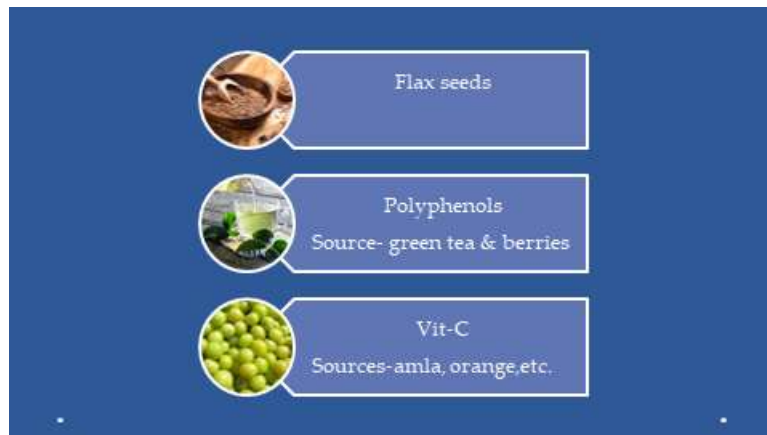 Flax seeds
Polyphenols
Source- green tea & berries
Vit-C
Sources-amla, orange,etc.